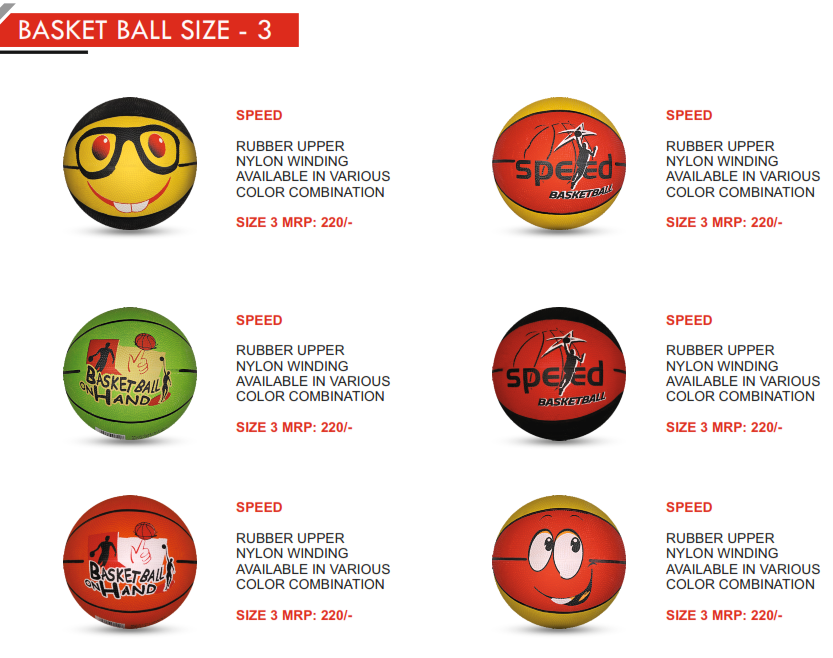 BASKET BALL SIZE - 3
SPEED
RUBBER UPPER
NYLON WINDING
AVAILABLE IN VARIOUS
COLOR COMBINATION
SIZE 3 MRP: 220/-
speed
BASKETBALL
SPEED
RUBBER UPPER
NYLON WINDING
AVAILABLE IN VARIOUS
COLOR COMBINATION
SIZE 3 MRP: 220/-
BASKETBALL
ON HAND
SPEED
RUBBER UPPER
NYLON WINDING
AVAILABLE IN VARIOUS
COLOR COMBINATION
SIZE 3 MRP: 220/-
speed
BASKETBALL
SPEED
RUBBER UPPER
NYLON WINDING
AVAILABLE IN VARIOUS
COLOR COMBINATION
SIZE 3 MRP: 220/-
BASKETBALL
ON HAND
SPEED
RUBBER UPPER
NYLON WINDING
AVAILABLE IN VARIOUS
COLOR COMBINATION
SIZE 3 MRP: 220/-
SPEED
RUBBER UPPER
NYLON WINDING
AVAILABLE IN VARIOUS
COLOR COMBINATION
SIZE 3 MRP: 220/-